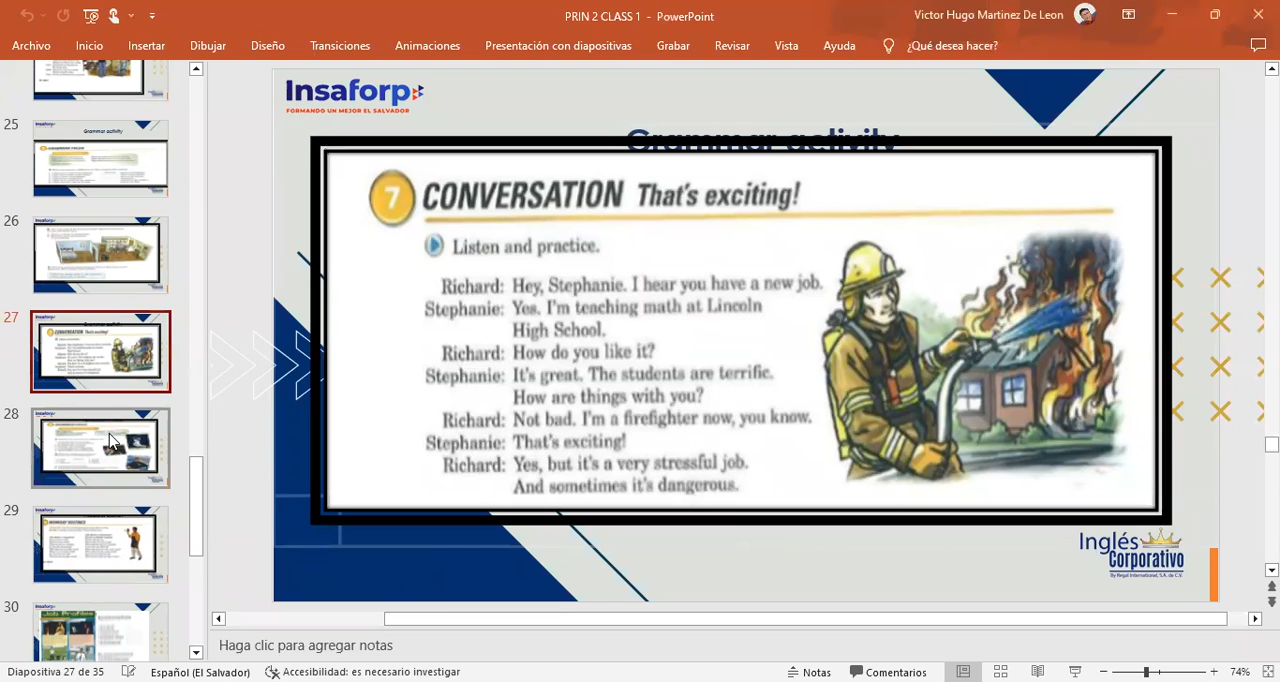 PRIN 2 CLASS 1 - PowerPoint
Victor Hugo Martinez De Leon
Archivo Inicio Insertar Dibujar Diseño Transiciones Animaciones Presentación con diapositivas Grabar Revisar Vista Ayuda ¿Qué desea hacer?
25
Grammar activity
26
27
28
29
30
Job Profiles
Insaforp
FORMANDO UN MEJOR EL SALVADOR
Grammar activity
7 CONVERSATION That's exciting!
Listen and practice.
Richard: Hey, Stephanie. I hear you have a new job.
Stephanie: Yes. I'm teaching math at Lincoln
High School.
Richard: How do you like it?
Stephanie: It's great. The students are terrific.
How are things with you?
Richard: Not bad. I'm a firefighter now, you know.
Stephanie: That's exciting!
Richard: Yes, but it's a very stressful job.
And sometimes it's dangerous.
Inglés
Corporativo
By Regal International, S.A. de C.V.
Haga clic para agregar notas
Diapositiva 27 de 35 Español (El Salvador) Accesibilidad: es necesario investigar Notas Comentarios 74%